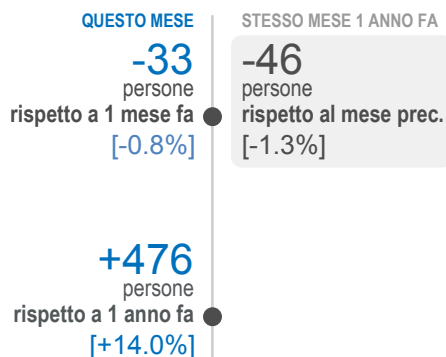 QUESTO MESE
-33
persone
rispetto a 1 mese fa
[-0.8%]
STESSO MESE 1 ANNO FA
-46
persone
rispetto al mese prec.
[-1.3%]
+476
persone
rispetto a 1 anno fa
[+14.0%]